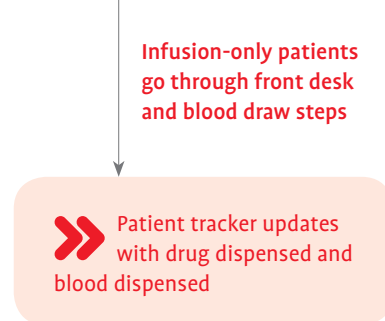 Infusion-only patients
go through front desk
and blood draw steps
Patient tracker updates
with drug dispensed and
blood dispensed